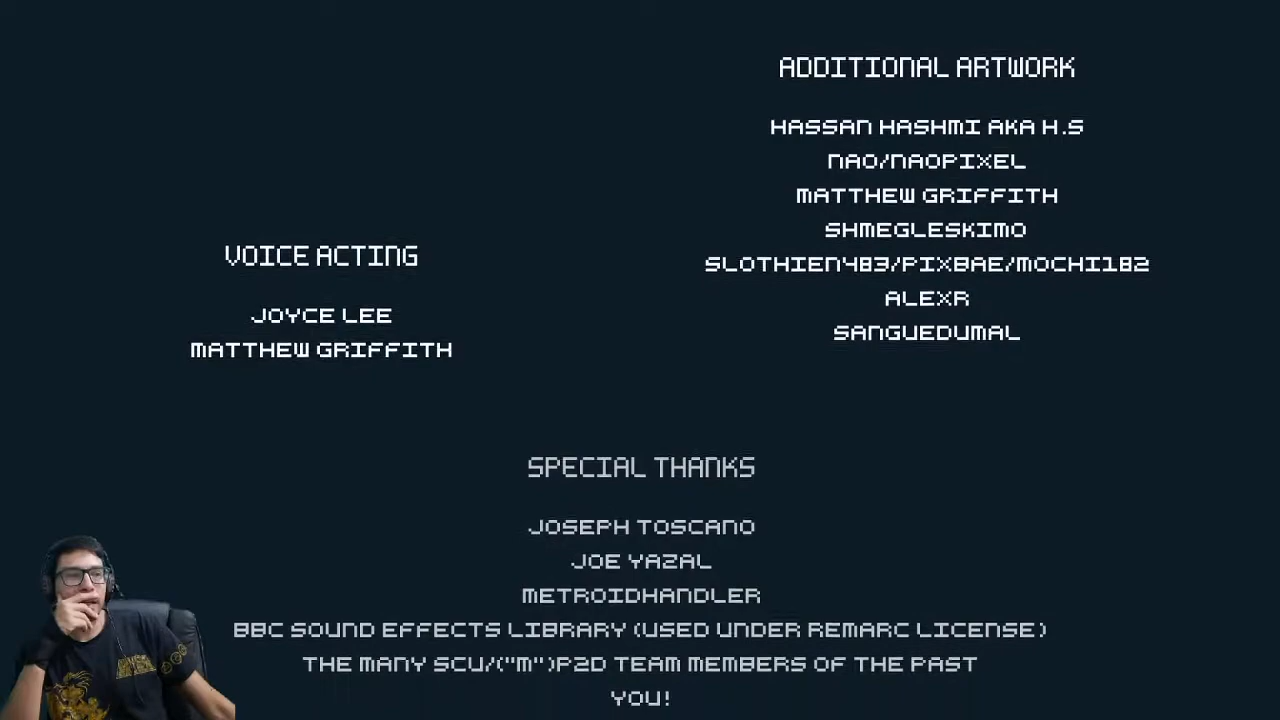 ADDITIONAL ARTWORK
HASSAN HASHMI AKA H.S
NAO/NAOPIXEL
MATTHEW GRIFFITH
SHMEGLESKIMO
SLOTHIEN483/PIXBAE/MOCHI182
ALEXR
SANGUEDUMAL
VOICE ACTING
JOYCE LEE
MATTHEW GRIFFITH
SPECIAL THANKS
JOSEPH TOSCANO
JOE YAZAL
METROIDHANDLER
BBC SOUND EFFECTS LIBRARY (USED UNDER REMARC LICENSE)
THE MANY SCU/("M")P2D TEAM MEMBERS OF THE PAST
YOU!